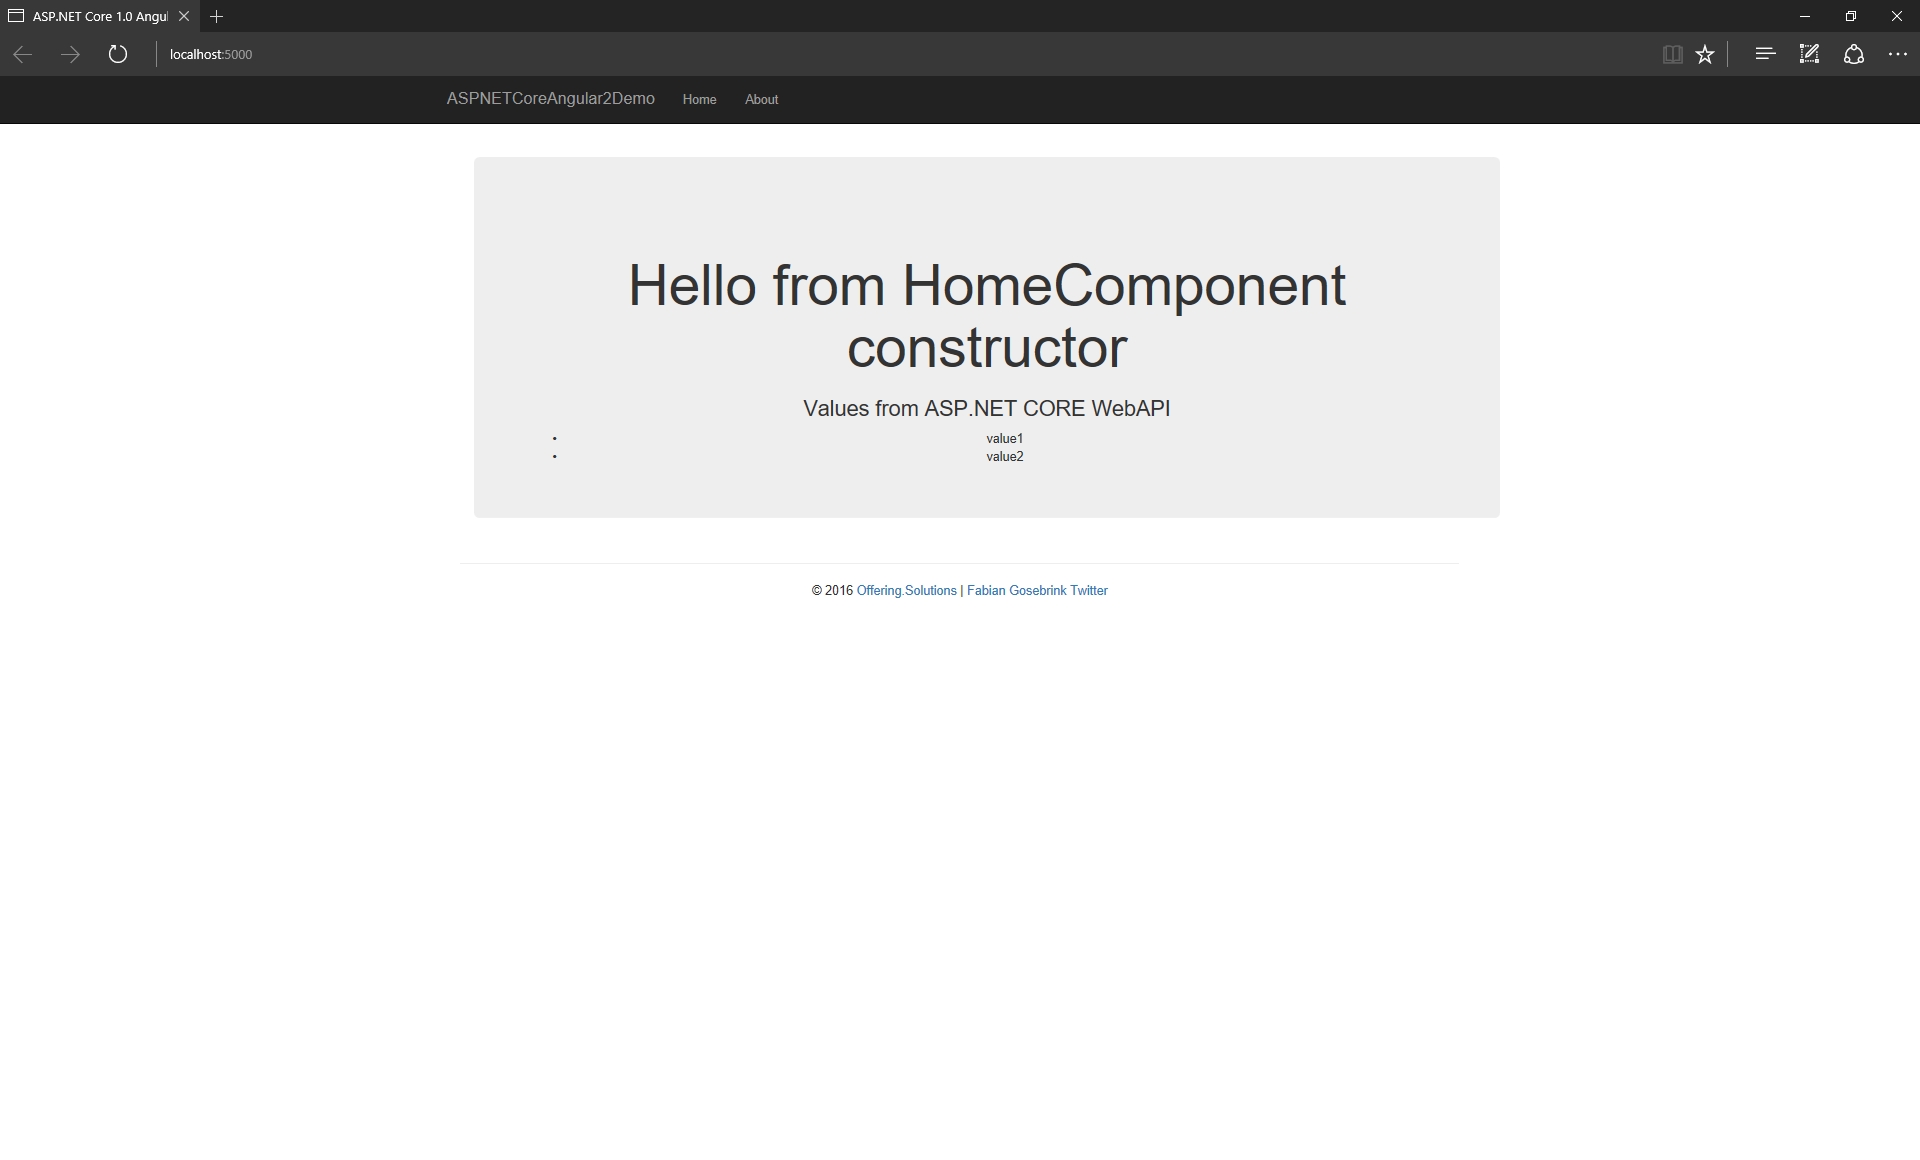 ASP.NET Core 1.0 Angul
localhost:5000
ASPNETCoreAngular2Demo Home About
Hello from HomeComponent
constructor
Values from ASP.NET CORE WebAPI
• value1
• value2
© 2016 Offering.Solutions | Fabian Gosebrink Twitter